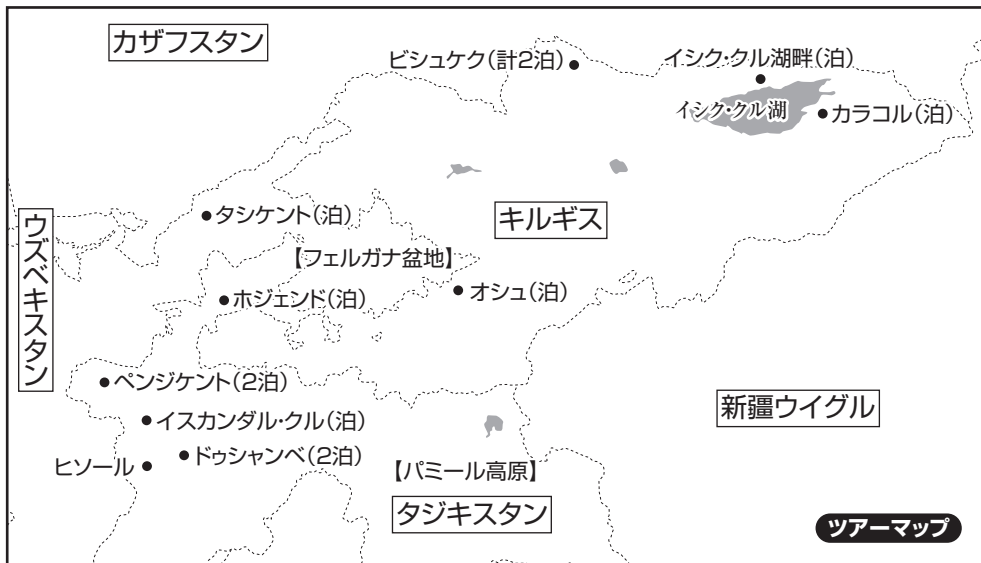 カザフスタン
ビシュケク(計2泊)
イシク・クル湖畔(泊)
イシク・クル湖
カラコル(泊)
タシケント(泊)
キルギス
ウズベキスタン
【フェルガナ盆地】
ホジェンド(泊)
オシュ(泊)
ペンジケント(2泊)
新疆ウイグル
イスカンダル・クル(泊)
ドゥシャンベ(2泊)
ヒソール
【パミール高原】
タジキスタン
ツアーマップ